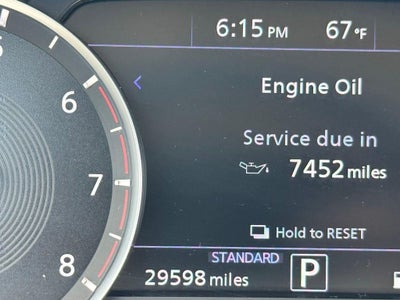 6:15 PM 67°F
Engine Oil
Service due in
7452 miles
Hold to RESET
STANDARD
29598 miles P
6
7
8